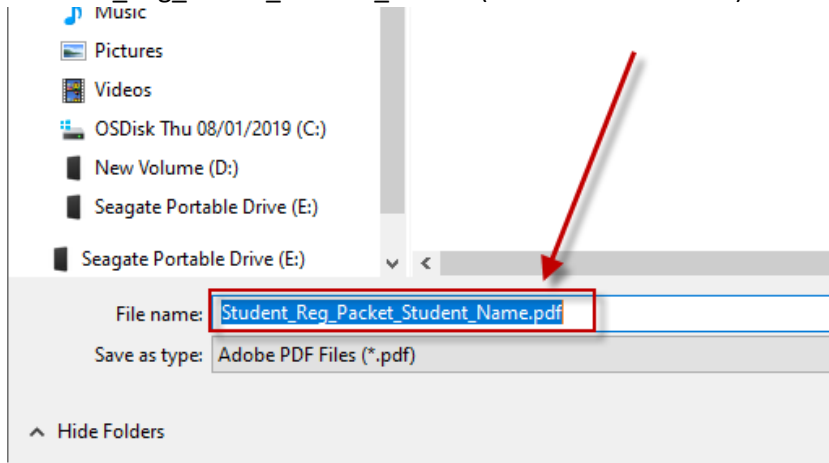 Music
Pictures
Videos
OSDisk Thu 08/01/2019 (C:)
New Volume (D:)
Seagate Portable Drive (E:)
Seagate Portable Drive (E:)
File name: Student_Reg_Packet_Student_Name.pdf
Save as type: Adobe PDF Files (*.pdf)
Hide Folders